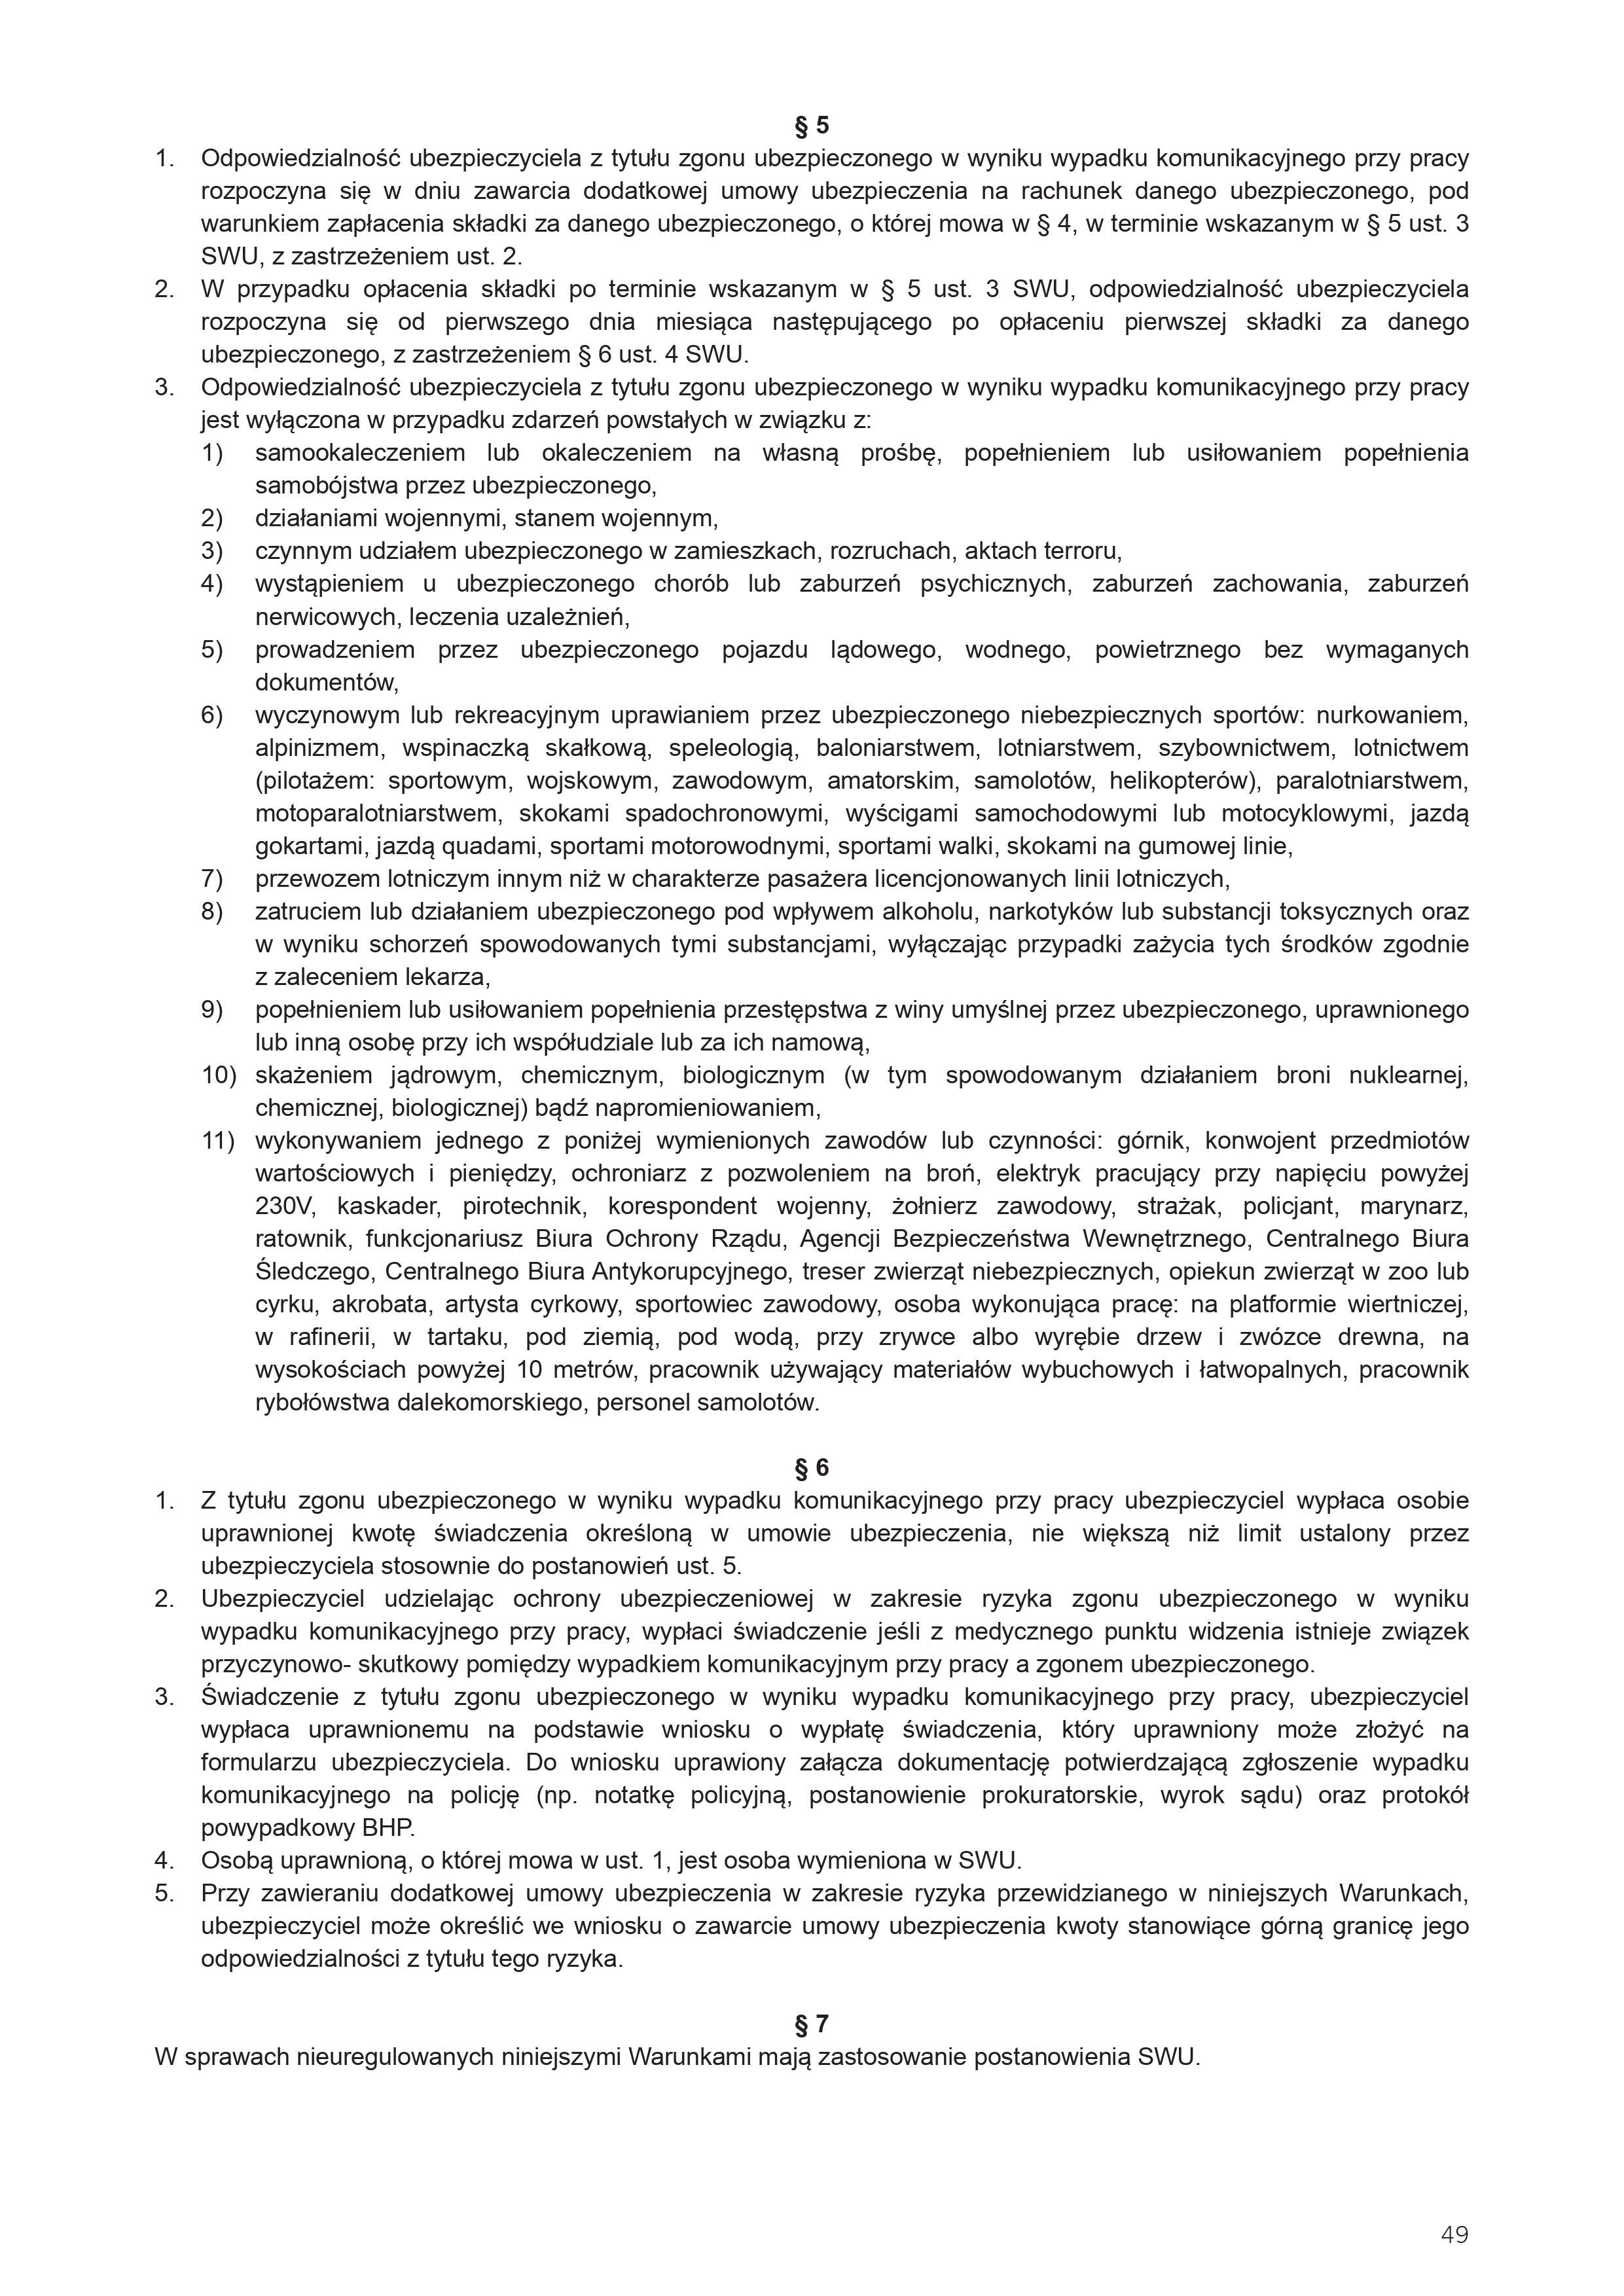 § 5
1. Odpowiedzialność ubezpieczyciela z tytułu zgonu ubezpieczonego w wyniku wypadku komunikacyjnego przy pracy
rozpoczyna się w dniu zawarcia dodatkowej umowy ubezpieczenia na rachunek danego ubezpieczonego, pod
warunkiem zapłacenia składki za danego ubezpieczonego, o której mowa w § 4, w terminie wskazanym w § 5 ust. 3
SWU, z zastrzeżeniem ust. 2.
2. W przypadku opłacenia składki po terminie wskazanym w § 5 ust. 3 SWU, odpowiedzialność ubezpieczyciela
rozpoczyna się od pierwszego dnia miesiąca następującego po opłaceniu pierwszej składki za danego
ubezpieczonego, z zastrzeżeniem § 6 ust. 4 SWU.
3. Odpowiedzialność ubezpieczyciela z tytułu zgonu ubezpieczonego w wyniku wypadku komunikacyjnego przy pracy
jest wyłączona w przypadku zdarzeń powstałych w związku z:
1) samookaleczeniem lub okaleczeniem na własną prośbę, popełnieniem lub usiłowaniem popełnienia
samobójstwa przez ubezpieczonego,
2) działaniami wojennymi, stanem wojennym,
3) czynnym udziałem ubezpieczonego w zamieszkach, rozruchach, aktach terroru,
4) wystąpieniem u ubezpieczonego chorób lub zaburzeń psychicznych, zaburzeń zachowania, zaburzeń
nerwicowych, leczenia uzależnień,
5) prowadzeniem przez ubezpieczonego pojazdu lądowego, wodnego, powietrznego bez wymaganych
dokumentów,
6) wyczynowym lub rekreacyjnym uprawianiem przez ubezpieczonego niebezpiecznych sportów: nurkowaniem,
alpinizmem, wspinaczką skałkową, speleologią, baloniarstwem, lotniarstwem, szybownictwem, lotnictwem
(pilotażem: sportowym, wojskowym, zawodowym, amatorskim, samolotów, helikopterów), paralotniarstwem,
motoparalotniarstwem, skokami spadochronowymi, wyścigami samochodowymi lub motocyklowymi, jazdą
gokartami, jazdą quadami, sportami motorowodnymi, sportami walki, skokami na gumowej linie,
7) przewozem lotniczym innym niż w charakterze pasażera licencjonowanych linii lotniczych,
8) zatruciem lub działaniem ubezpieczonego pod wpływem alkoholu, narkotyków lub substancji toksycznych oraz
w wyniku schorzeń spowodowanych tymi substancjami, wyłączając przypadki zażycia tych środków zgodnie
z zaleceniem lekarza,
9) popełnieniem lub usiłowaniem popełnienia przestępstwa z winy umyślnej przez ubezpieczonego, uprawnionego
lub inną osobę przy ich współudziale lub za ich namową,
10) skażeniem jądrowym, chemicznym, biologicznym (w tym spowodowanym działaniem broni nuklearnej,
chemicznej, biologicznej) bądź napromieniowaniem,
11) wykonywaniem jednego z poniżej wymienionych zawodów lub czynności: górnik, konwojent przedmiotów
wartościowych i pieniędzy, ochroniarz z pozwoleniem na broń, elektryk pracujący przy napięciu powyżej
230V, kaskader, pirotechnik, korespondent wojenny, żołnierz zawodowy, strażak, policjant, marynarz,
ratownik, funkcjonariusz Biura Ochrony Rządu, Agencji Bezpieczeństwa Wewnętrznego, Centralnego Biura
Śledczego, Centralnego Biura Antykorupcyjnego, treser zwierząt niebezpiecznych, opiekun zwierząt w zoo lub
cyrku, akrobata, artysta cyrkowy, sportowiec zawodowy, osoba wykonująca pracę: na platformie wiertniczej,
w rafinerii, w tartaku, pod ziemią, pod wodą, przy zrywce albo wyrębie drzew i zwózce drewna, na
wysokościach powyżej 10 metrów, pracownik używający materiałów wybuchowych i łatwopalnych, pracownik
rybołówstwa dalekomorskiego, personel samolotów.
§ 6
1. Z tytułu zgonu ubezpieczonego w wyniku wypadku komunikacyjnego przy pracy ubezpieczyciel wypłaca osobie
uprawnionej kwotę świadczenia określoną w umowie ubezpieczenia, nie większą niż limit ustalony przez
ubezpieczyciela stosownie do postanowień ust. 5.
2. Ubezpieczyciel udzielając ochrony ubezpieczeniowej w zakresie ryzyka zgonu ubezpieczonego w wyniku
wypadku komunikacyjnego przy pracy, wypłaci świadczenie jeśli z medycznego punktu widzenia istnieje związek
przyczynowo- skutkowy pomiędzy wypadkiem komunikacyjnym przy pracy a zgonem ubezpieczonego.
3. Świadczenie z tytułu zgonu ubezpieczonego w wyniku wypadku komunikacyjnego przy pracy, ubezpieczyciel
wypłaca uprawnionemu na podstawie wniosku o wypłatę świadczenia, który uprawniony może złożyć na
formularzu ubezpieczyciela. Do wniosku uprawiony załącza dokumentację potwierdzającą zgłoszenie wypadku
komunikacyjnego na policję (np. notatkę policyjną, postanowienie prokuratorskie, wyrok sądu) oraz protokół
powypadkowy BHP.
4. Osobą uprawnioną, o której mowa w ust. 1, jest osoba wymieniona w SWU.
5. Przy zawieraniu dodatkowej umowy ubezpieczenia w zakresie ryzyka przewidzianego w niniejszych Warunkach,
ubezpieczyciel może określić we wniosku o zawarcie umowy ubezpieczenia kwoty stanowiące górną granicę jego
odpowiedzialności z tytułu tego ryzyka.
§ 7
W sprawach nieuregulowanych niniejszymi Warunkami mają zastosowanie postanowienia SWU.
49